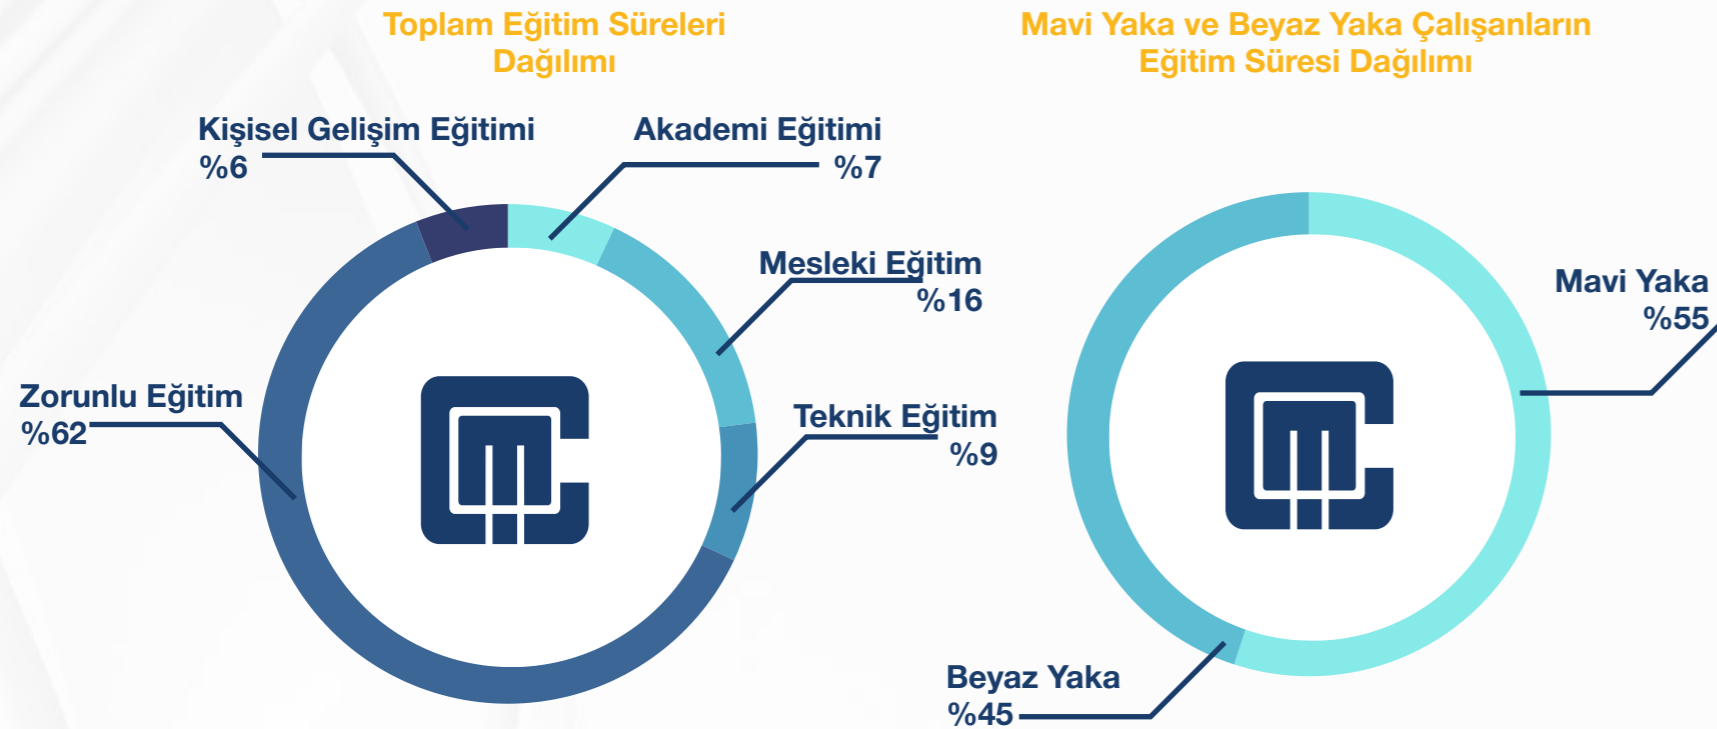 Toplam Eğitim Süreleri
Dağılımı
Kişisel Gelişim Eğitimi
%6
Akademi Eğitimi
%7
Mesleki Eğitim
%16
Teknik Eğitim
%9
Zorunlu Eğitim
%62
Mavi Yaka ve Beyaz Yaka Çalışanların
Eğitim Süresi Dağılımı
Mavi Yaka
%55
Beyaz Yaka
%45